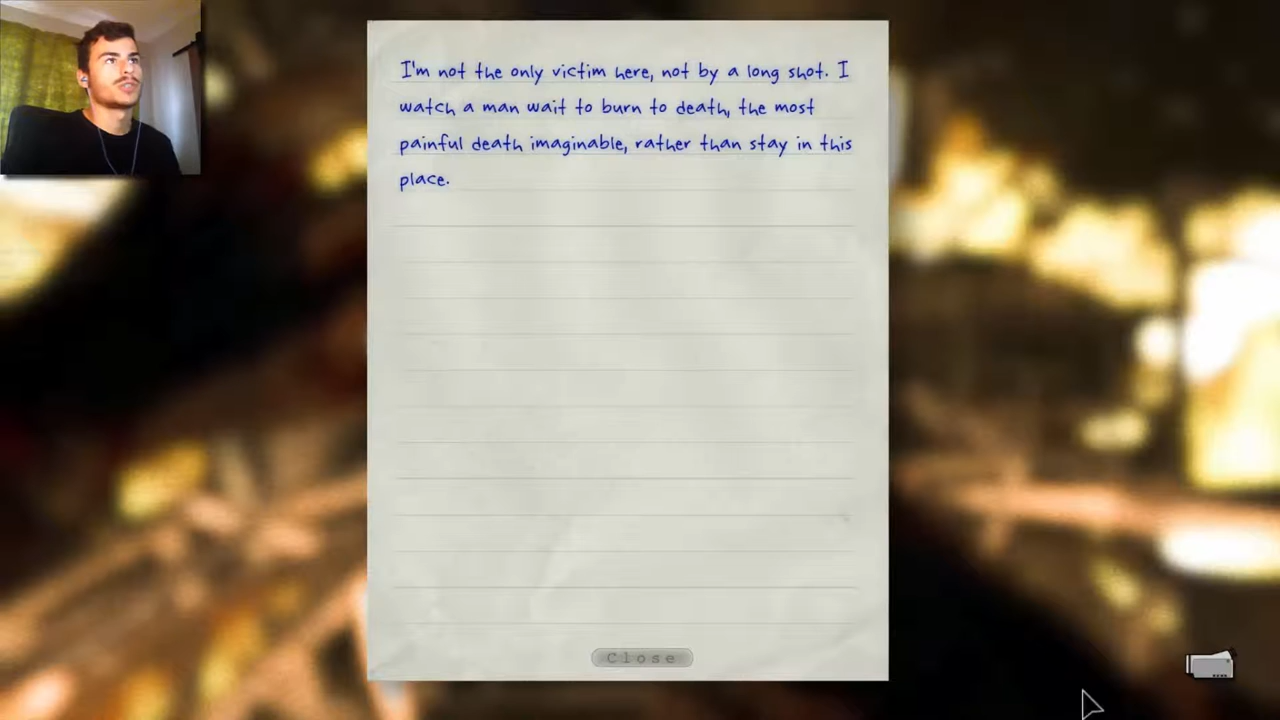 I'm not the only victim here, not by a long shot. I
watch a man wait to burn to death, the most
painful death imaginable, rather than stay in this
place.
Close